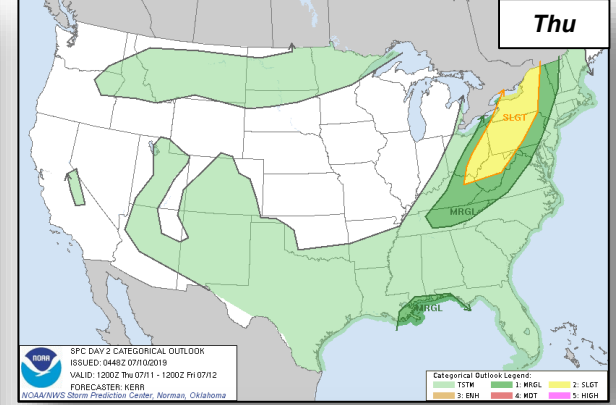 Thu
SLGT
MRGL
MRGL
SPC DAY 2 CATEGORICAL OUTLOOK
ISSUED: 0448Z 07/10/2019
VALID: 1200Z Thu 07/11 - 1200Z Fri 07/12
FORECASTER: KERR
NOAA/NWS Storm Prediction Center, Norman, Oklahoma
NOAA
Categorical Outlook Legend:
TSTM 1: MRGL 2: SLGT
3: ENH 4: MDT 5: HIGH